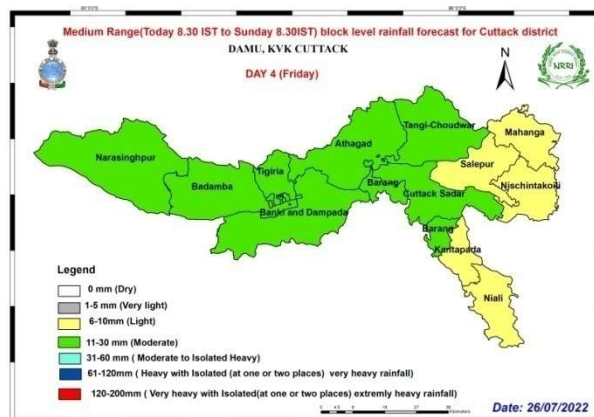 Medium Range(Today 8.30 IST to Sunday 8.30IST) block level rainfall forecast for Cuttack district
DAMU, KVK CUTTACK
DAY 4 (Friday)
N
NRRI
Tangi-Choudwar
Mahanga
Athagad
Narasinghpur
Salepur
Tigiria
Nischintakoili
Badamba
Barang
Cuttack Sadar
Banki and Dampada
Barang
Kantapada
Niali
Legend
0 mm (Dry)
1-5 mm (Very light)
6-10mm (Light)
11-30 mm (Moderate)
31-60 mm ( Moderate to Isolated Heavy)
61-120mm ( Heavy with Isolated (at one or two places) very heavy rainfall)
120-200mm ( Very heavy with Isolated(at one or two places) extremly heavy rainfall)
Date: 26/07/2022